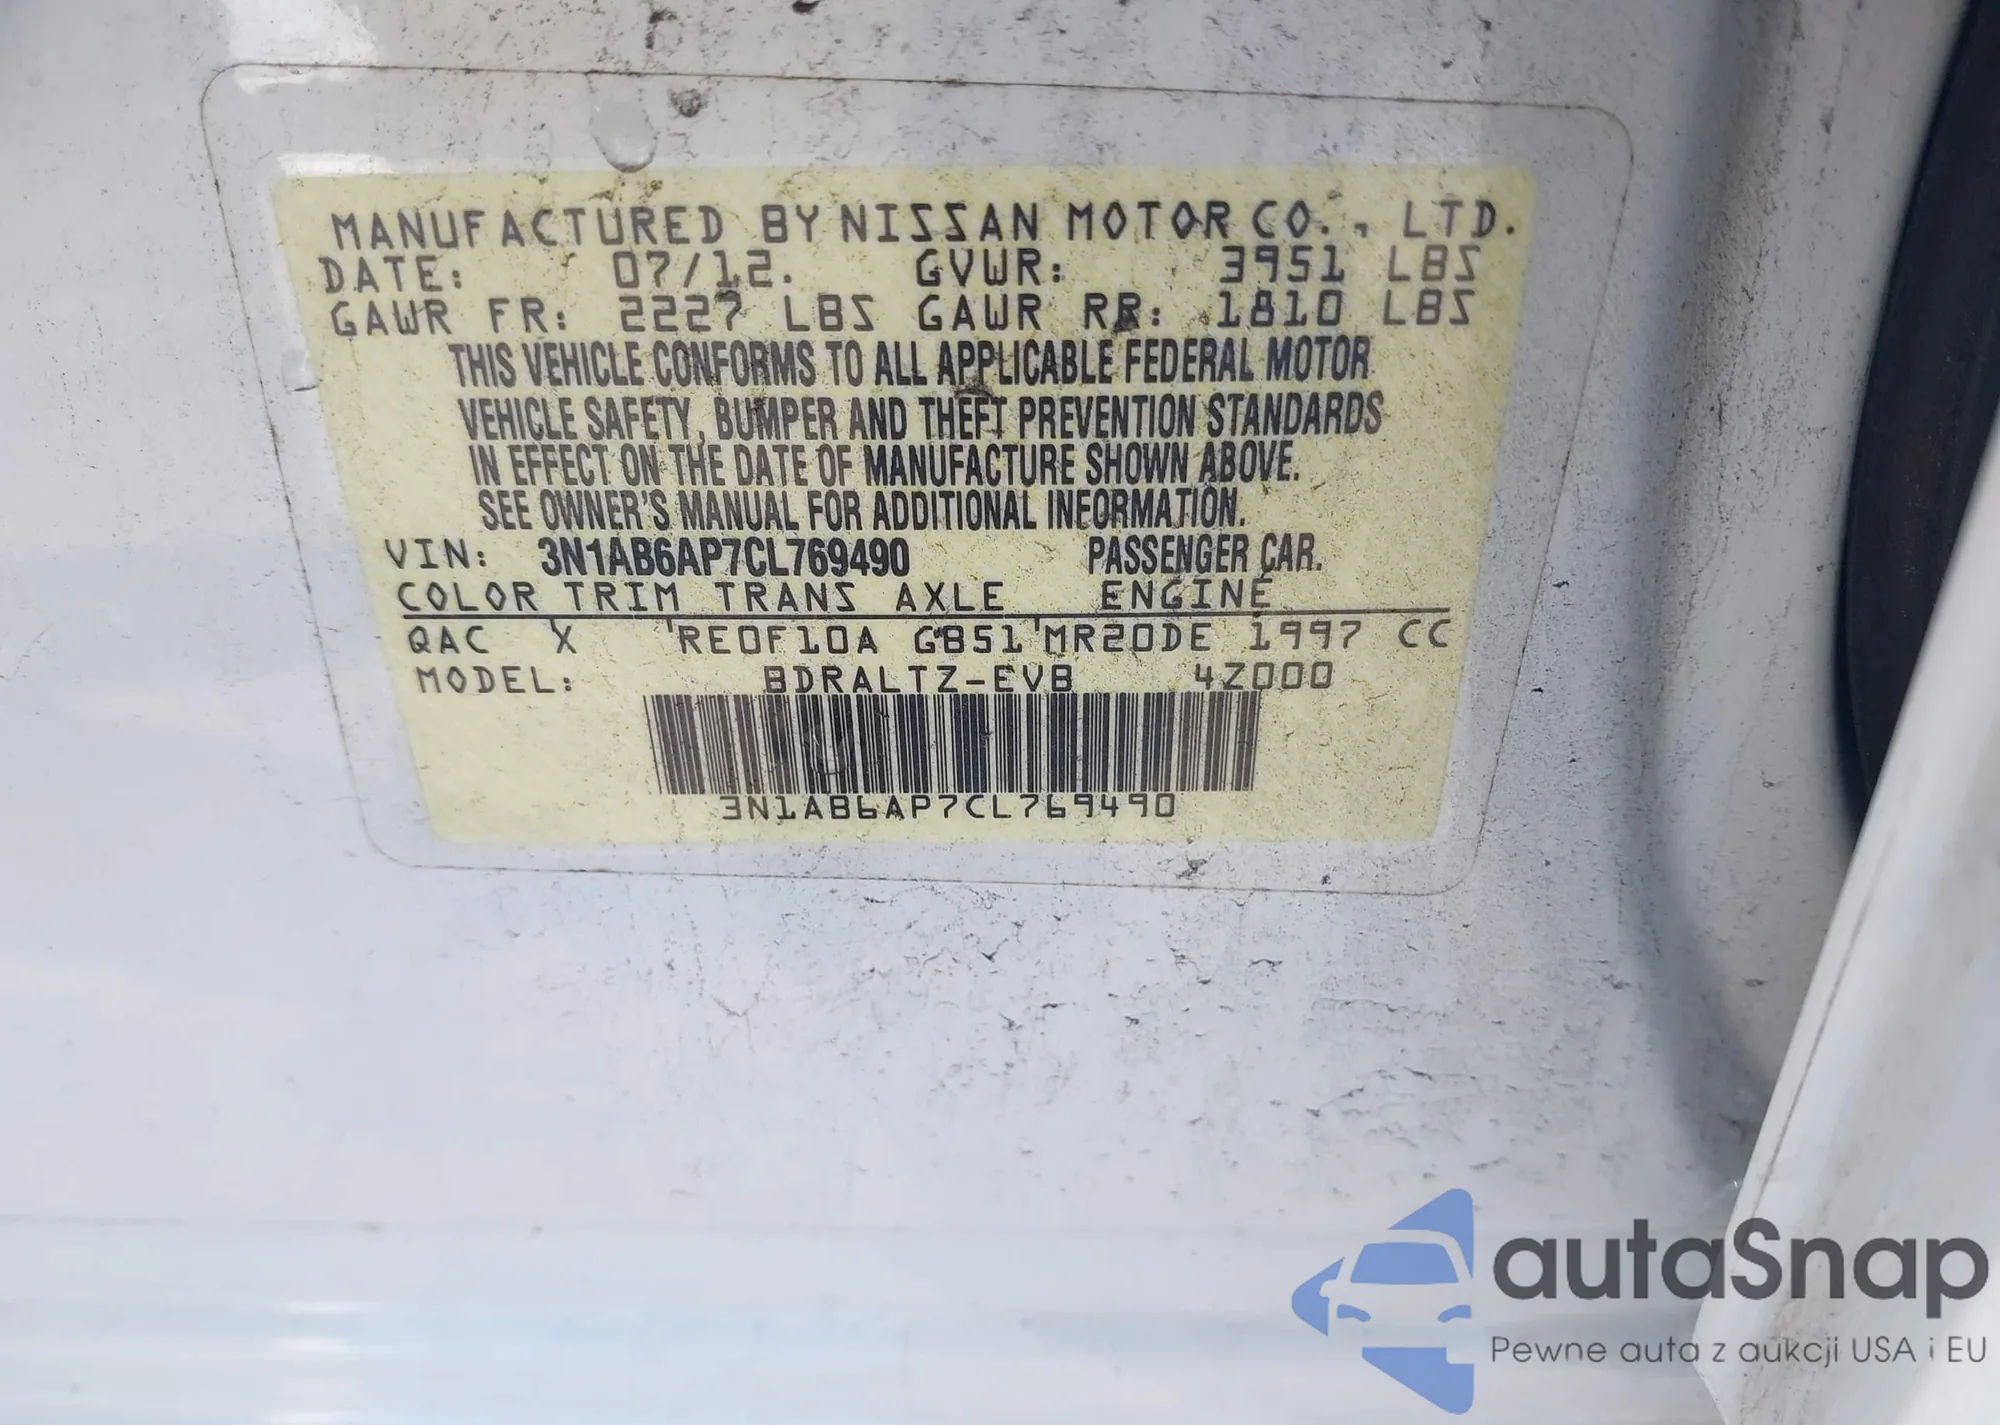 MANUFACTURED BY NISSAN MOTOR CO., LTD.
DATE: 07/12. GVWR: 3951 LBS
GAWR FR: 2227 LBS GAWR RR: 1810 LBS
THIS VEHICLE CONFORMS TO ALL APPLICABLE FEDERAL MOTOR
VEHICLE SAFETY, BUMPER AND THEFT PREVENTION STANDARDS
IN EFFECT ON THE DATE OF MANUFACTURE SHOWN ABOVE.
SEE OWNER'S MANUAL FOR ADDITIONAL INFORMATION.
VIN: 3N1AB6AP7CL769490 PASSENGER CAR.
COLOR TRIM TRANS AXLE ENGINE
QAC X RE0F10A GB51 MR20DE 1997 CC
MODEL: BDRALTZ-EVB 4Z000
3N1AB6AP7CL769490
autaSnap
Pewne auta z aukcji USA i EU